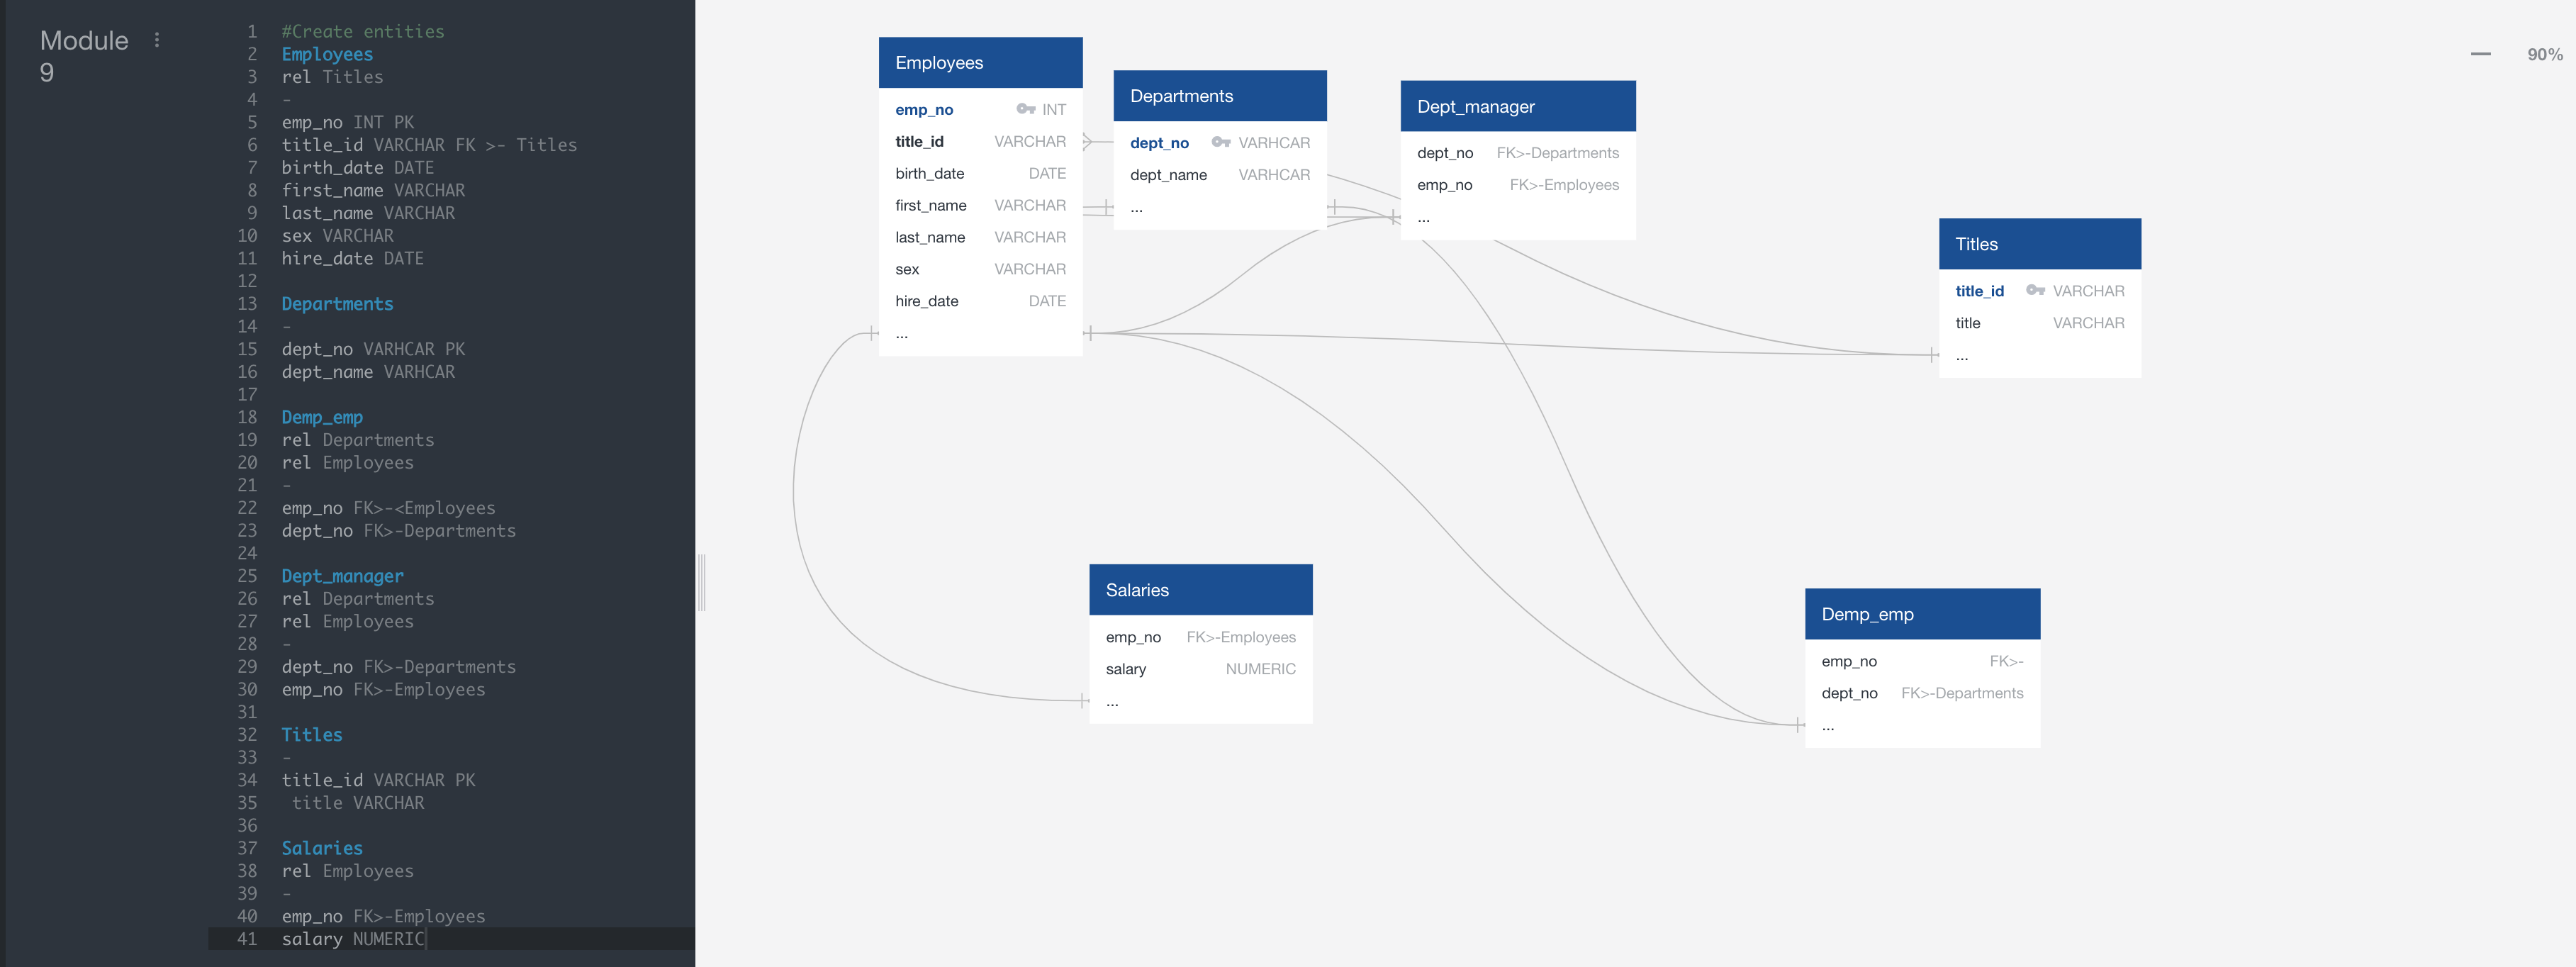 Module
9
1 #Create entities
2 Employees
3 rel Titles
4 -
5 emp_no INT PK
6 title_id VARCHAR FK >- Titles
7 birth_date DATE
8 first_name VARCHAR
9 last_name VARCHAR
10 sex VARCHAR
11 hire_date DATE
12
13 Departments
14 -
15 dept_no VARHCAR PK
16 dept_name VARHCAR
17
18 Demp_emp
19 rel Departments
20 rel Employees
21 -
22 emp_no FK>-<Employees
23 dept_no FK>-Departments
24
25 Dept_manager
26 rel Departments
27 rel Employees
28 -
29 dept_no FK>-Departments
30 emp_no FK>-Employees
31
32 Titles
33 -
34 title_id VARCHAR PK
35 title VARCHAR
36
37 Salaries
38 rel Employees
39 -
40 emp_no FK>-Employees
41 salary NUMERIC
Employees
emp_no INT
title_id VARCHAR
birth_date DATE
first_name VARCHAR
last_name VARCHAR
sex VARCHAR
hire_date DATE
...
Departments
dept_no VARHCAR
dept_name VARHCAR
...
Dept_manager
dept_no FK>-Departments
emp_no FK>-Employees
...
Titles
title_id VARCHAR
title VARCHAR
...
Salaries
emp_no FK>-Employees
salary NUMERIC
...
Demp_emp
emp_no FK>-
dept_no FK>-Departments
...
90%